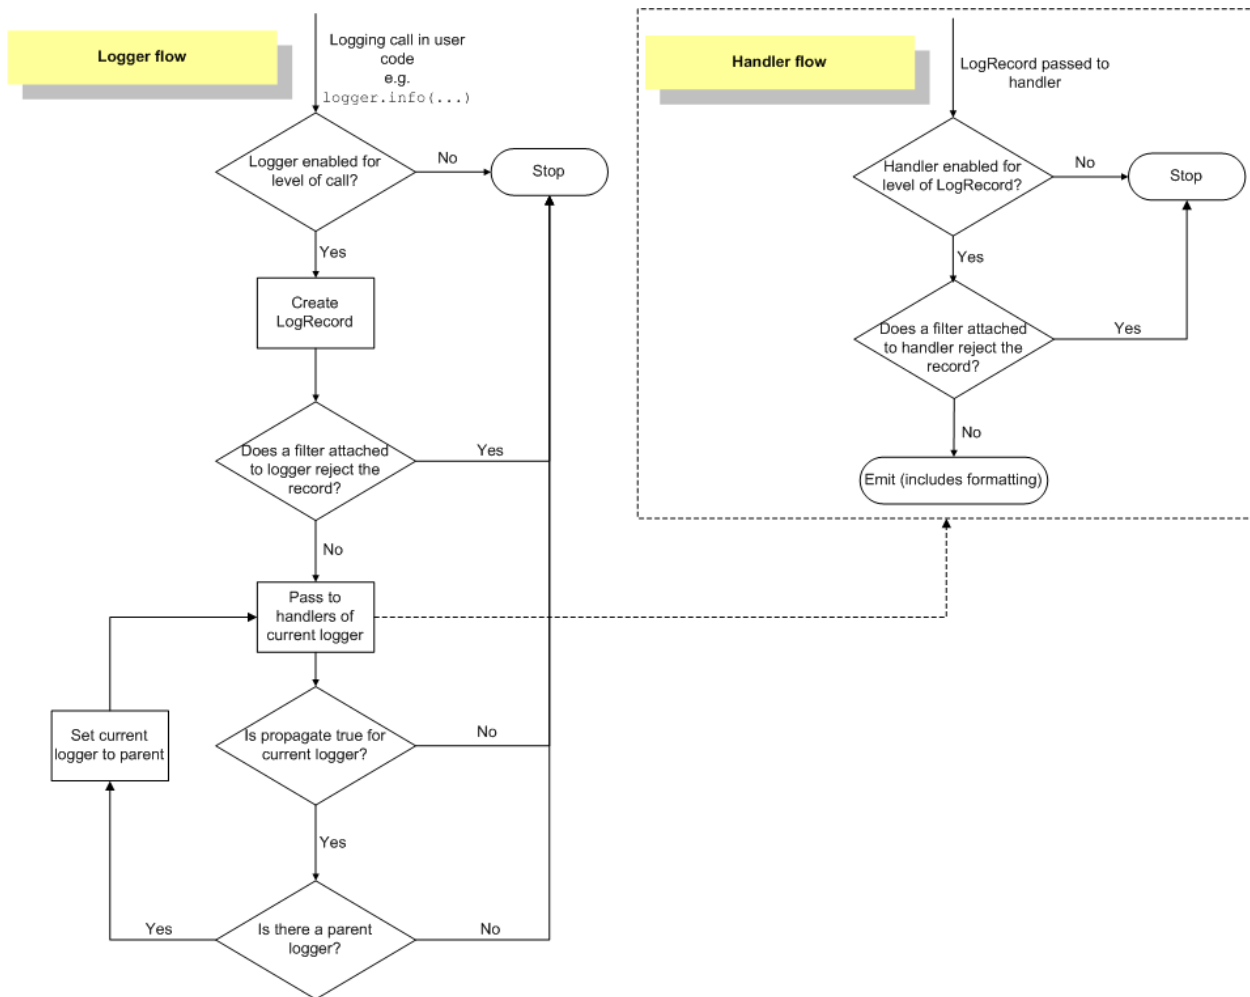 Logger flow
Logging call in user
code
e.g.
logger.info(...)
Logger enabled for
level of call?
No
Stop
Yes
Create
LogRecord
Does a filter attached
to logger reject the
record?
Yes
No
Pass to
handlers of
current logger
Set current
logger to parent
Is propagate true for
current logger?
No
Yes
Is there a parent
logger?
Yes
No
Handler flow
LogRecord passed to
handler
Handler enabled for
level of LogRecord?
No
Stop
Yes
Does a filter attached
to handler reject the
record?
Yes
No
Emit (includes formatting)